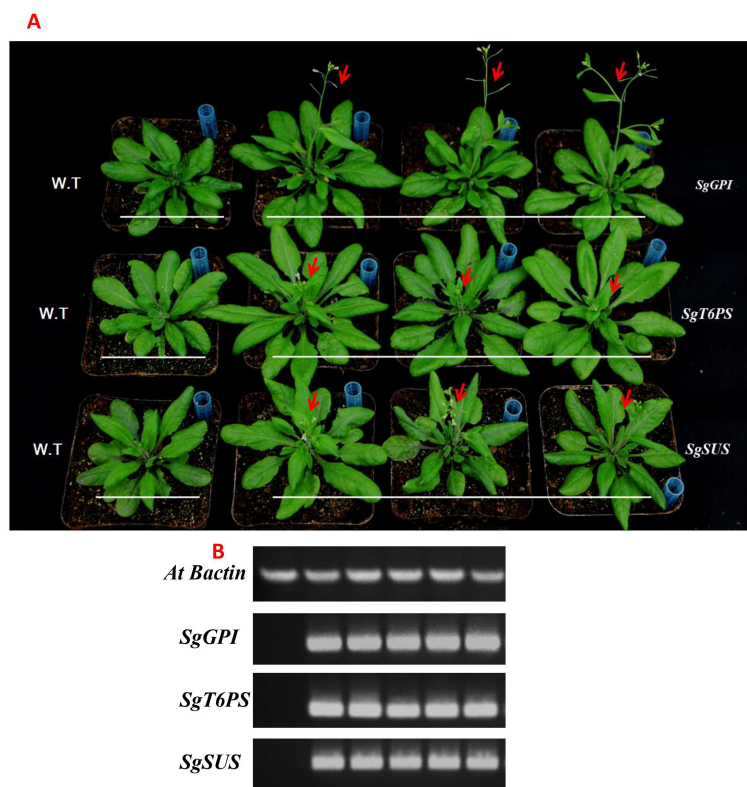 A
W.T
SgGPI
W.T
SgT6PS
W.T
SgSUS
B
At Bactin
SgGPI
SgT6PS
SgSUS